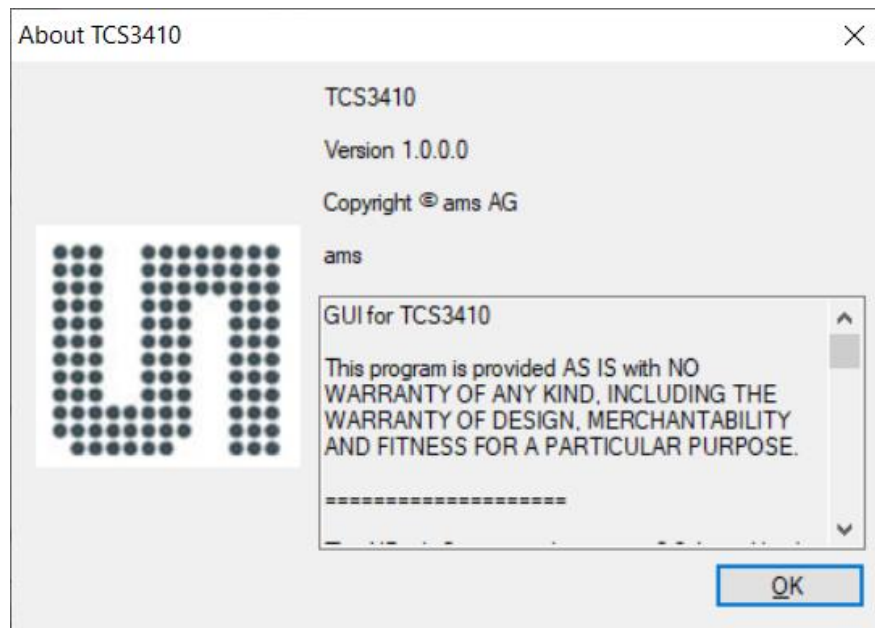 About TCS3410
TCS3410
Version 1.0.0.0
Copyright © ams AG
ams
GUI for TCS3410
This program is provided AS IS with NO
WARRANTY OF ANY KIND, INCLUDING THE
WARRANTY OF DESIGN, MERCHANTABILITY
AND FITNESS FOR A PARTICULAR PURPOSE.
====================
OK